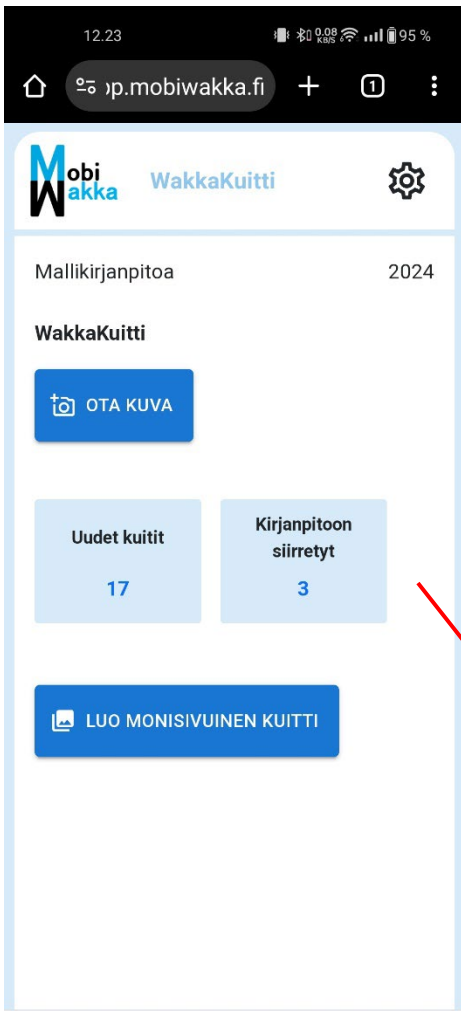 12.23 0.08 KB/S 95 %
op.mobiwakka.fi 1
Mobi
Wakka WakkaKuitti
Mallikirjanpitoa 2024
WakkaKuitti
OTA KUVA
Uudet kuitit
17
Kirjanpitoon
siirretyt
3
LUO MONISIVUINEN KUITTI